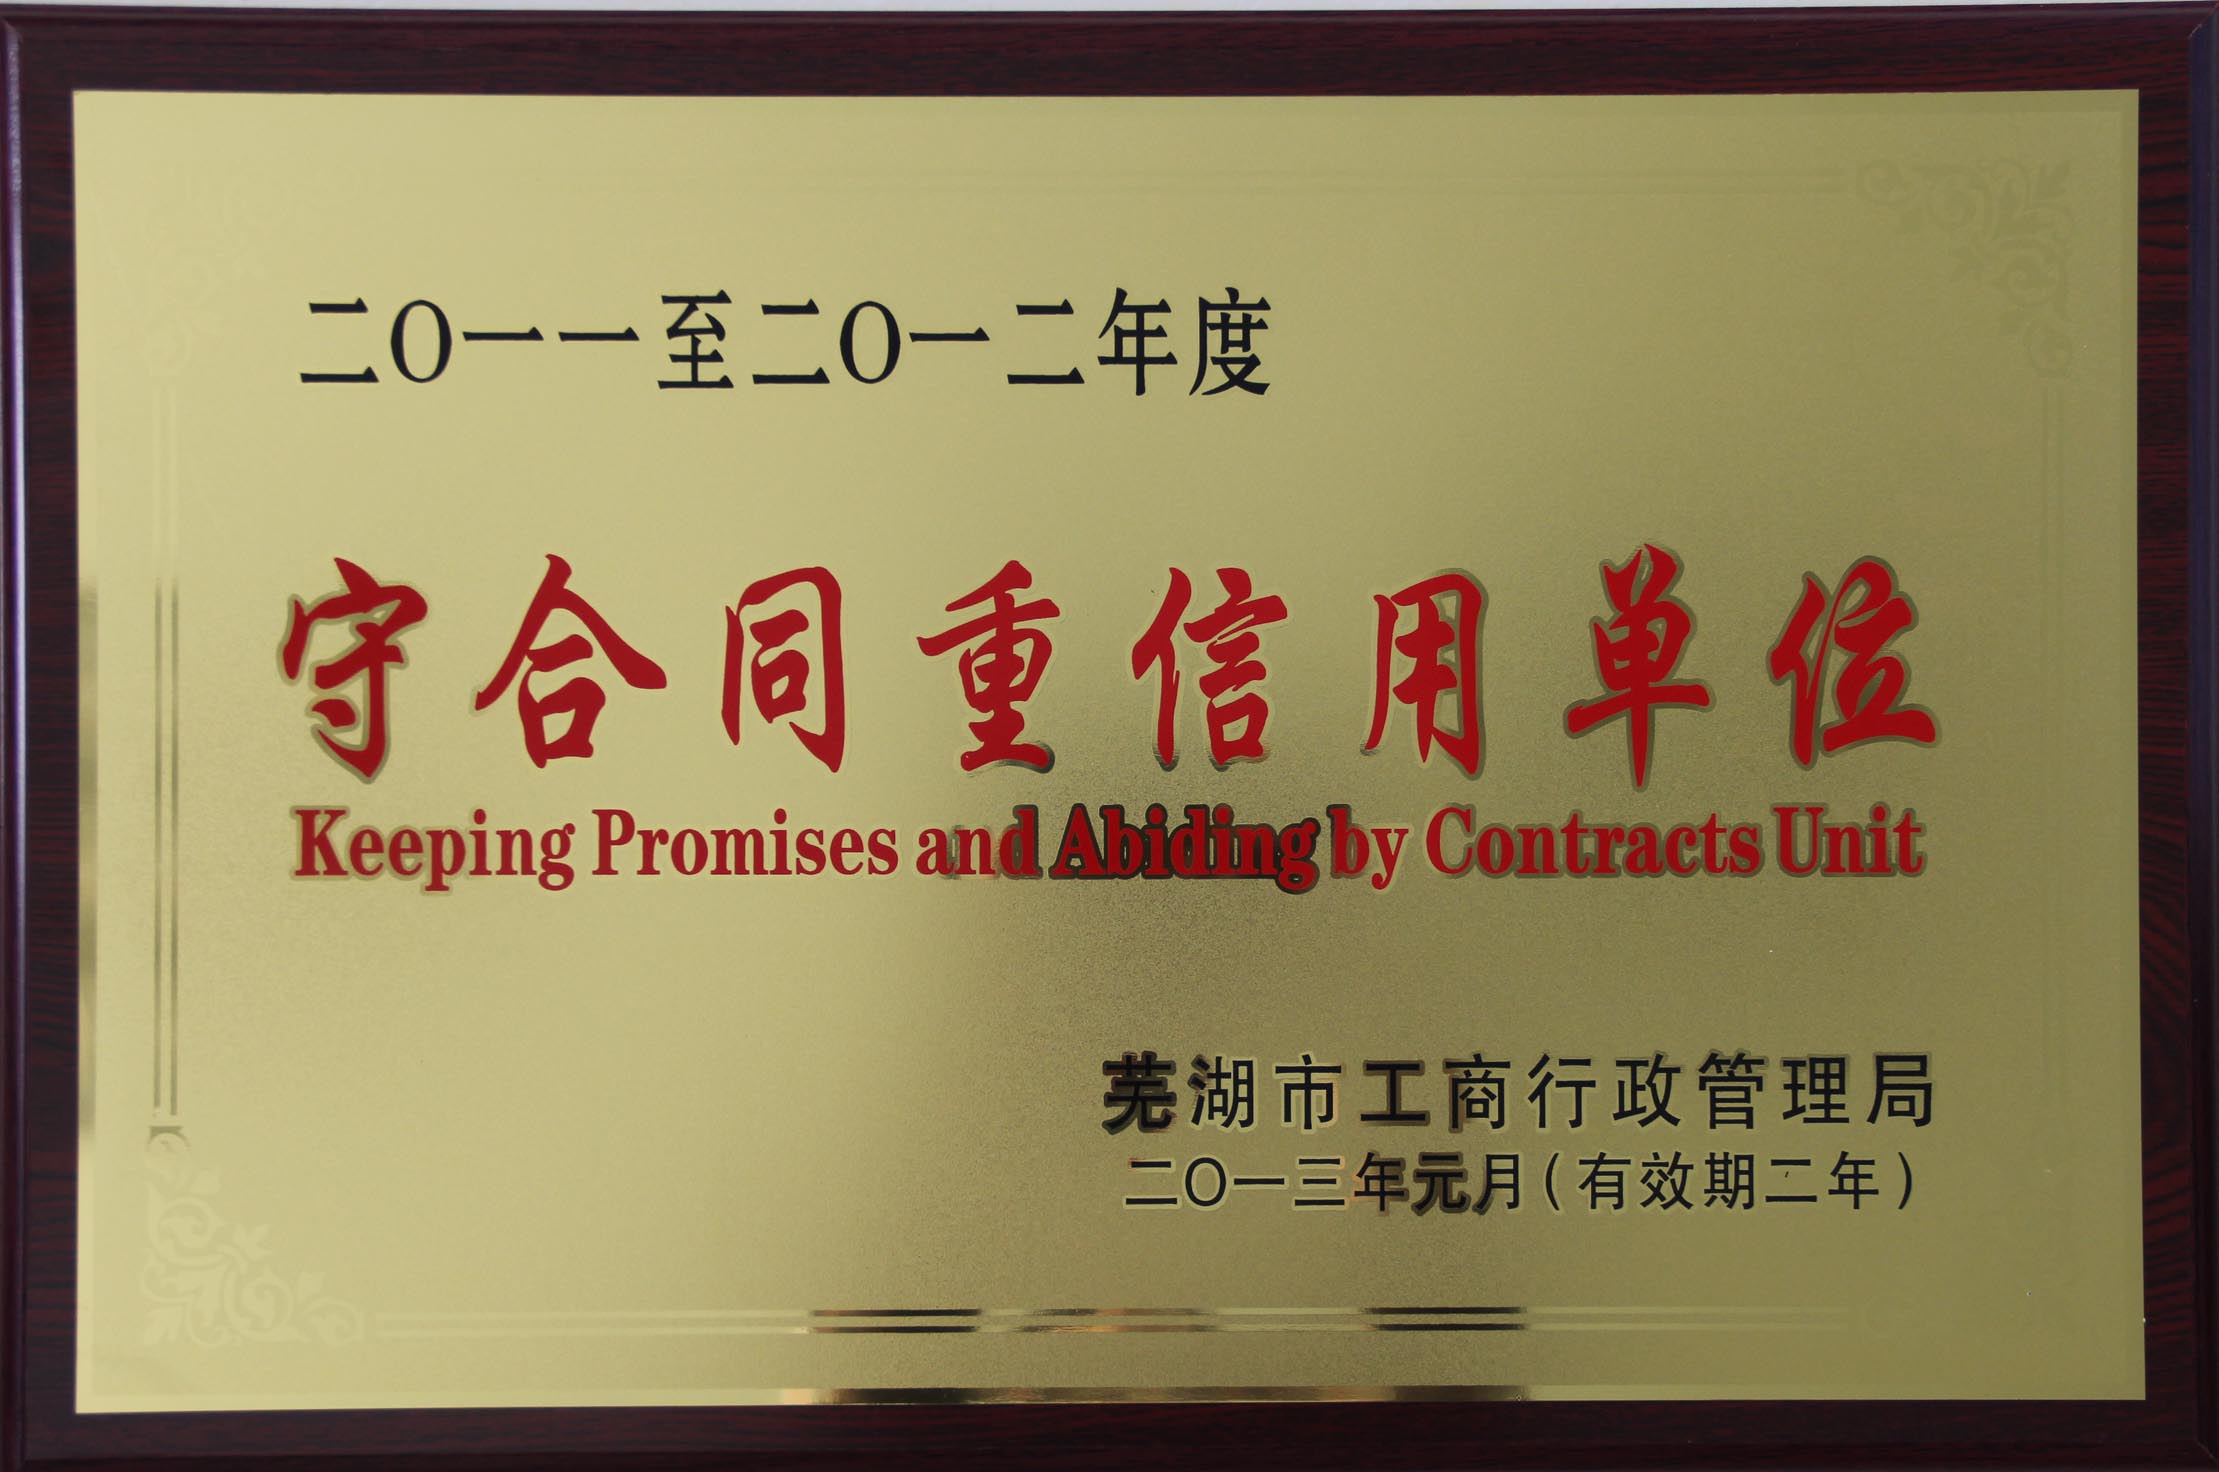 二〇一一至二〇一二年度
守合同重信用单位
Keeping Promises and Abiding by Contracts Unit
芜湖市工商行政管理局
二〇一三年元月(有效期二年)